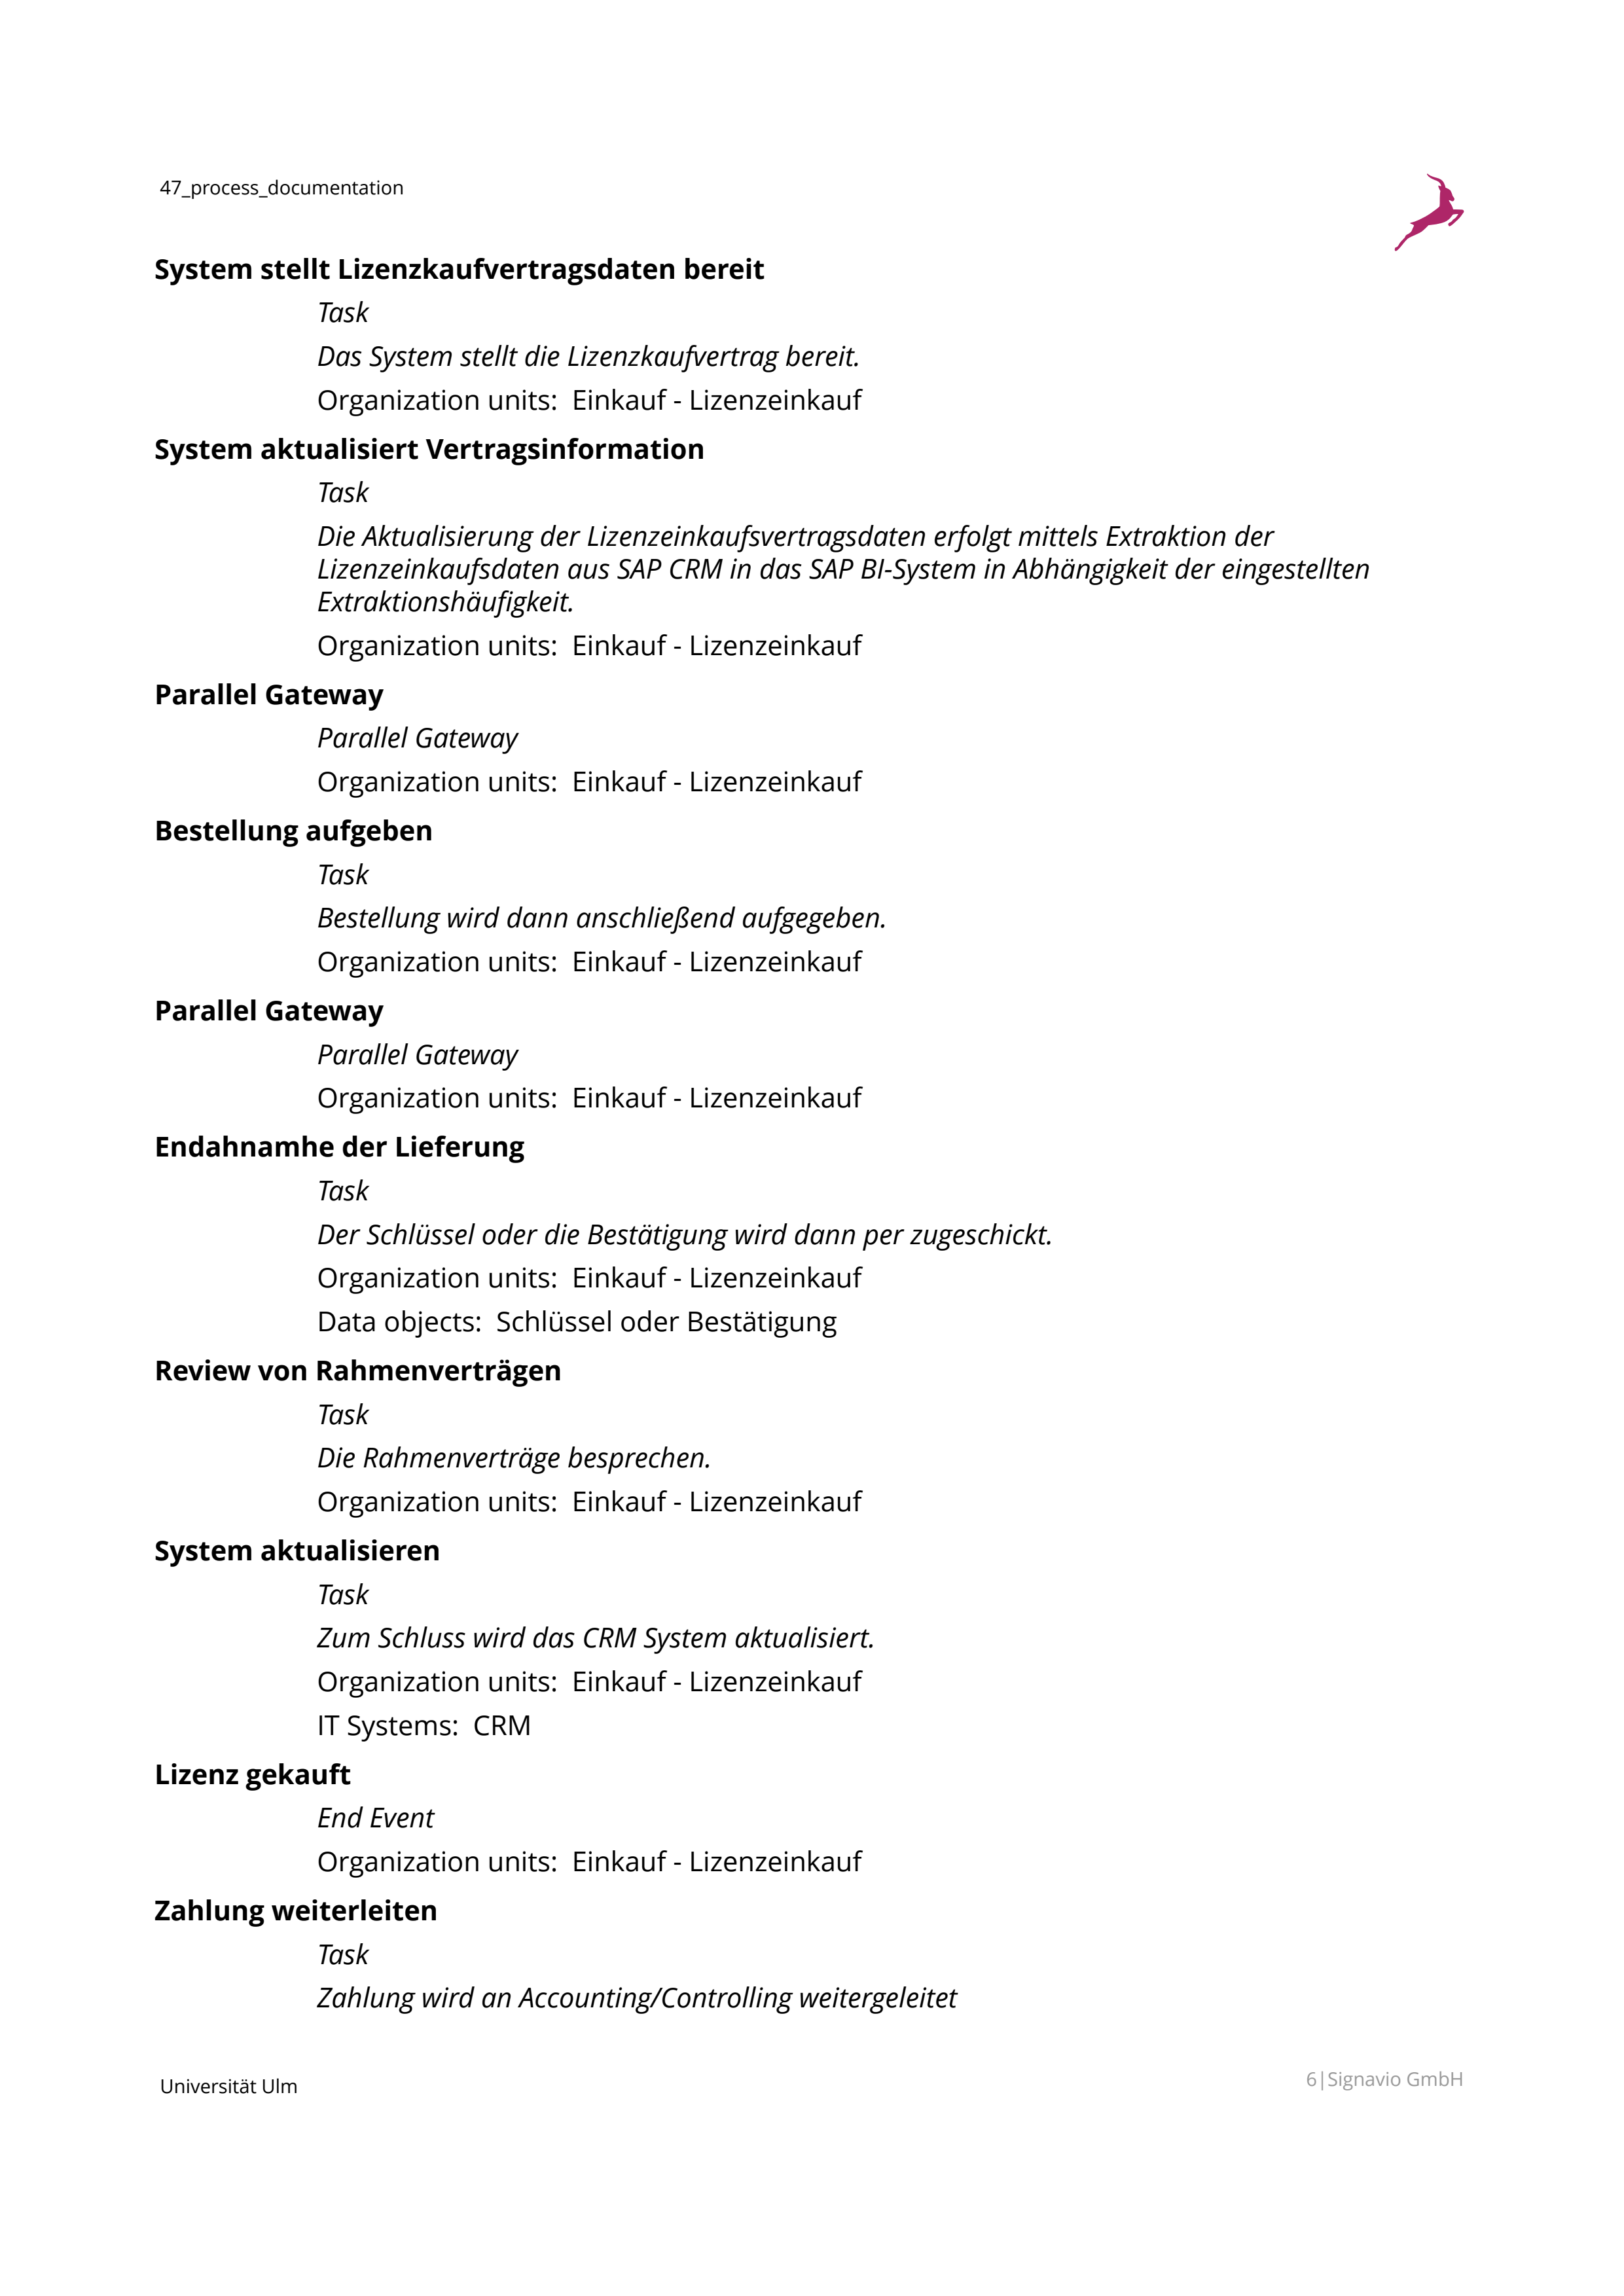 47_process_documentation
System stellt Lizenzkaufvertragsdaten bereit
Task
Das System stellt die Lizenzkaufvertrag bereit.
Organization units:  Einkauf - Lizenzeinkauf
System aktualisiert Vertragsinformation
Task
Die Aktualisierung der Lizenzeinkaufsvertragsdaten erfolgt mittels Extraktion der
Lizenzeinkaufsdaten aus SAP CRM in das SAP BI-System in Abhängigkeit der eingestellten
Extraktionshäufigkeit.
Organization units:  Einkauf - Lizenzeinkauf
Parallel Gateway
Parallel Gateway
Organization units:  Einkauf - Lizenzeinkauf
Bestellung aufgeben
Task
Bestellung wird dann anschließend aufgegeben.
Organization units:  Einkauf - Lizenzeinkauf
Parallel Gateway
Parallel Gateway
Organization units:  Einkauf - Lizenzeinkauf
Endahnamhe der Lieferung
Task
Der Schlüssel oder die Bestätigung wird dann per zugeschickt.
Organization units:  Einkauf - Lizenzeinkauf
Data objects:  Schlüssel oder Bestätigung
Review von Rahmenverträgen
Task
Die Rahmenverträge besprechen.
Organization units:  Einkauf - Lizenzeinkauf
System aktualisieren
Task
Zum Schluss wird das CRM System aktualisiert.
Organization units:  Einkauf - Lizenzeinkauf
IT Systems:  CRM
Lizenz gekauft
End Event
Organization units:  Einkauf - Lizenzeinkauf
Zahlung weiterleiten
Task
Zahlung wird an Accounting/Controlling weitergeleitet
Universität Ulm
6|Signavio GmbH